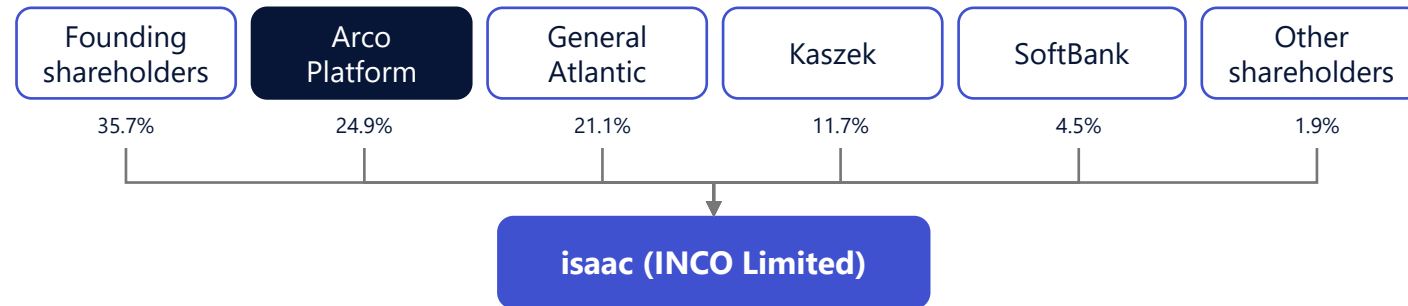 Founding
shareholders
Arco
Platform
General
Atlantic
Kaszek
SoftBank
Other
shareholders
35.7%
24.9%
21.1%
11.7%
4.5%
1.9%
isaac (INCO Limited)